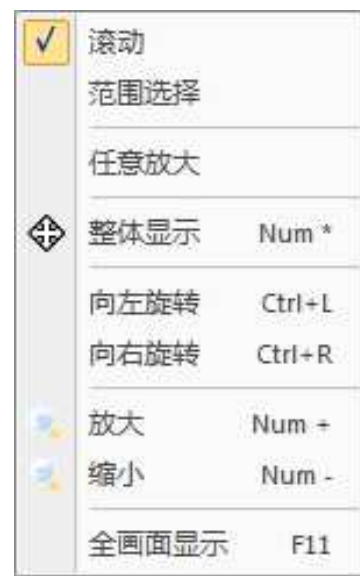 滚动
范围选择
任意放大
整体显示 Num *
向左旋转 Ctrl+L
向右旋转 Ctrl+R
放大 Num +
缩小 Num -
全画面显示 F11